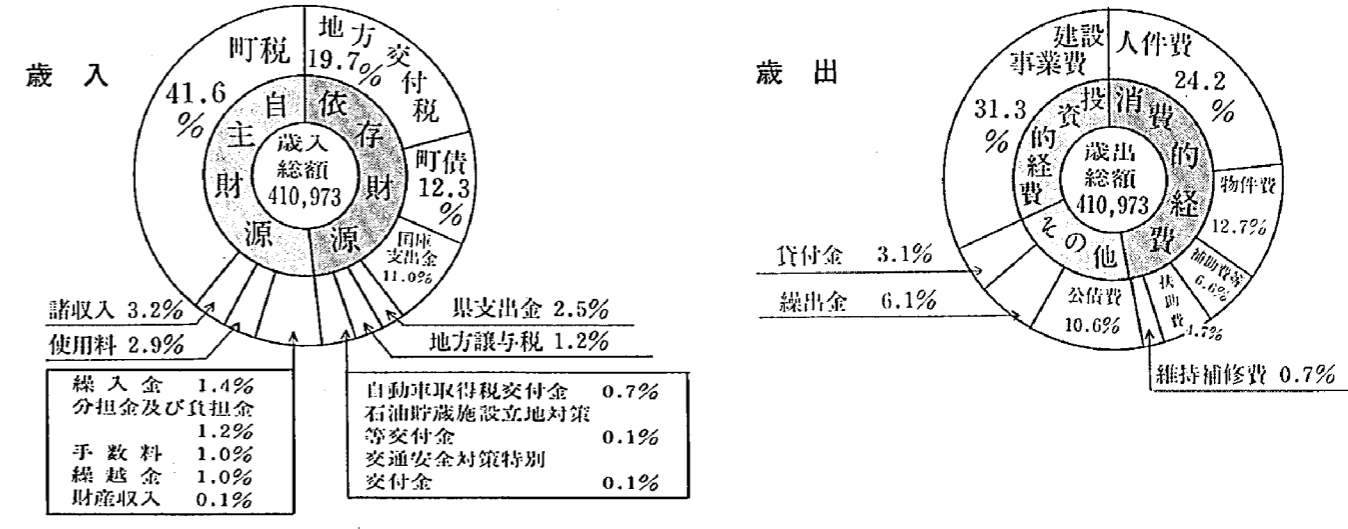 歳入
町税
41.6
%
地方交付税
19.7%
町債
12.3
%
国庫
支出金
11.0%
自主財源
依存財源
歳入
総額
410,973
諸収入 3.2%
使用料 2.9%
県支出金 2.5%
地方譲与税 1.2%
繰入金 1.4%
分担金及び負担金
1.2%
手数料 1.0%
繰越金 1.0%
財産収入 0.1%
自動車取得税交付金 0.7%
石油貯蔵施設立地対策
等交付金 0.1%
交通安全対策特別
交付金 0.1%
歳出
建設
事業費
31.3
%
人件費
24.2
%
物件費
12.7%
補助費等
6.6%
扶助費
4.7%
公債費
10.6%
投資的経費
消費的経費
その他
歳出
総額
410,973
貸付金 3.1%
繰出金 6.1%
維持補修費 0.7%